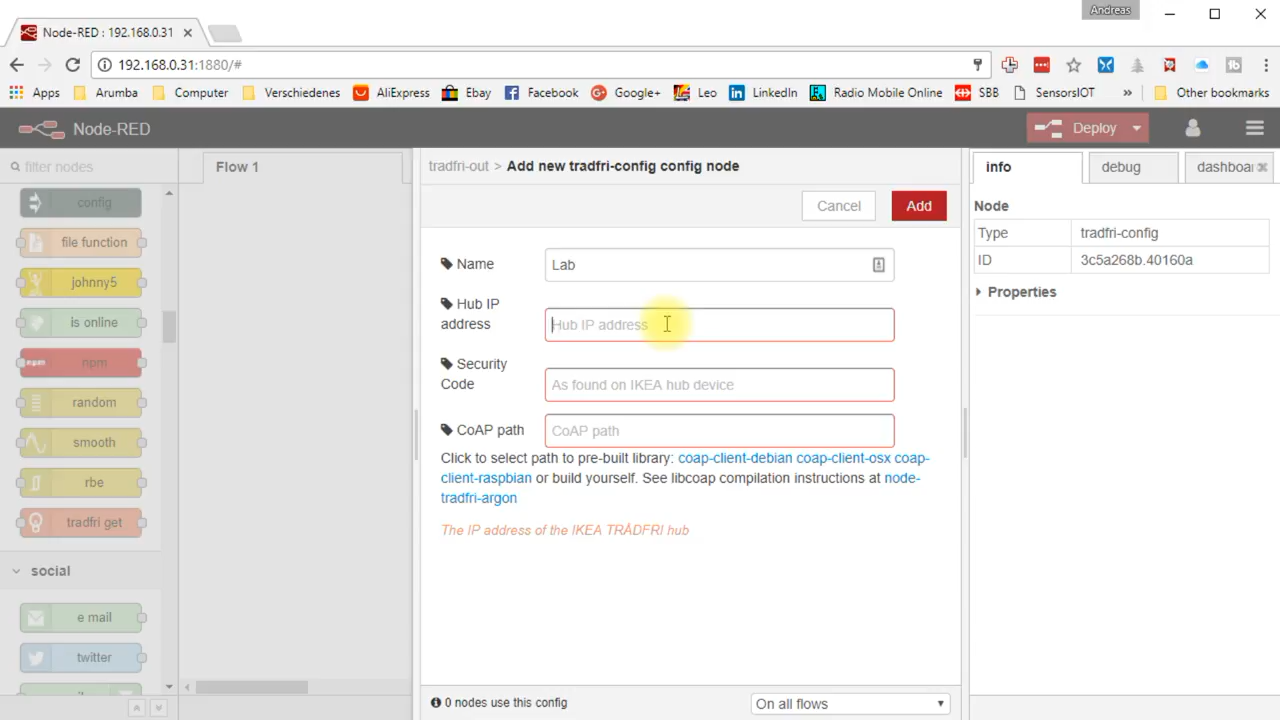 Andreas
Node-RED : 192.168.0.31
192.168.0.31:1880/#
Apps Arumba Computer Verschiedenes AliExpress Ebay Facebook Google+ Leo LinkedIn Radio Mobile Online SBB SensorsIOT » Other bookmarks
Node-RED Deploy
filter nodes
Flow 1
tradfri-out > Add new tradfri-config config node
info debug dashboa
Cancel Add
config
file function
johnny5
is online
npm
random
smooth
rbe
tradfri get
social
e mail
twitter
Name Lab
Hub IP address Hub IP address
Security Code As found on IKEA hub device
CoAP path CoAP path
Click to select path to pre-built library: coap-client-debian coap-client-osx coap-
client-raspbian or build yourself. See libcoap compilation instructions at node-
tradfri-argon
The IP address of the IKEA TRÅDFRI hub
0 nodes use this config On all flows
Node
Type tradfri-config
ID 3c5a268b.40160a
Properties